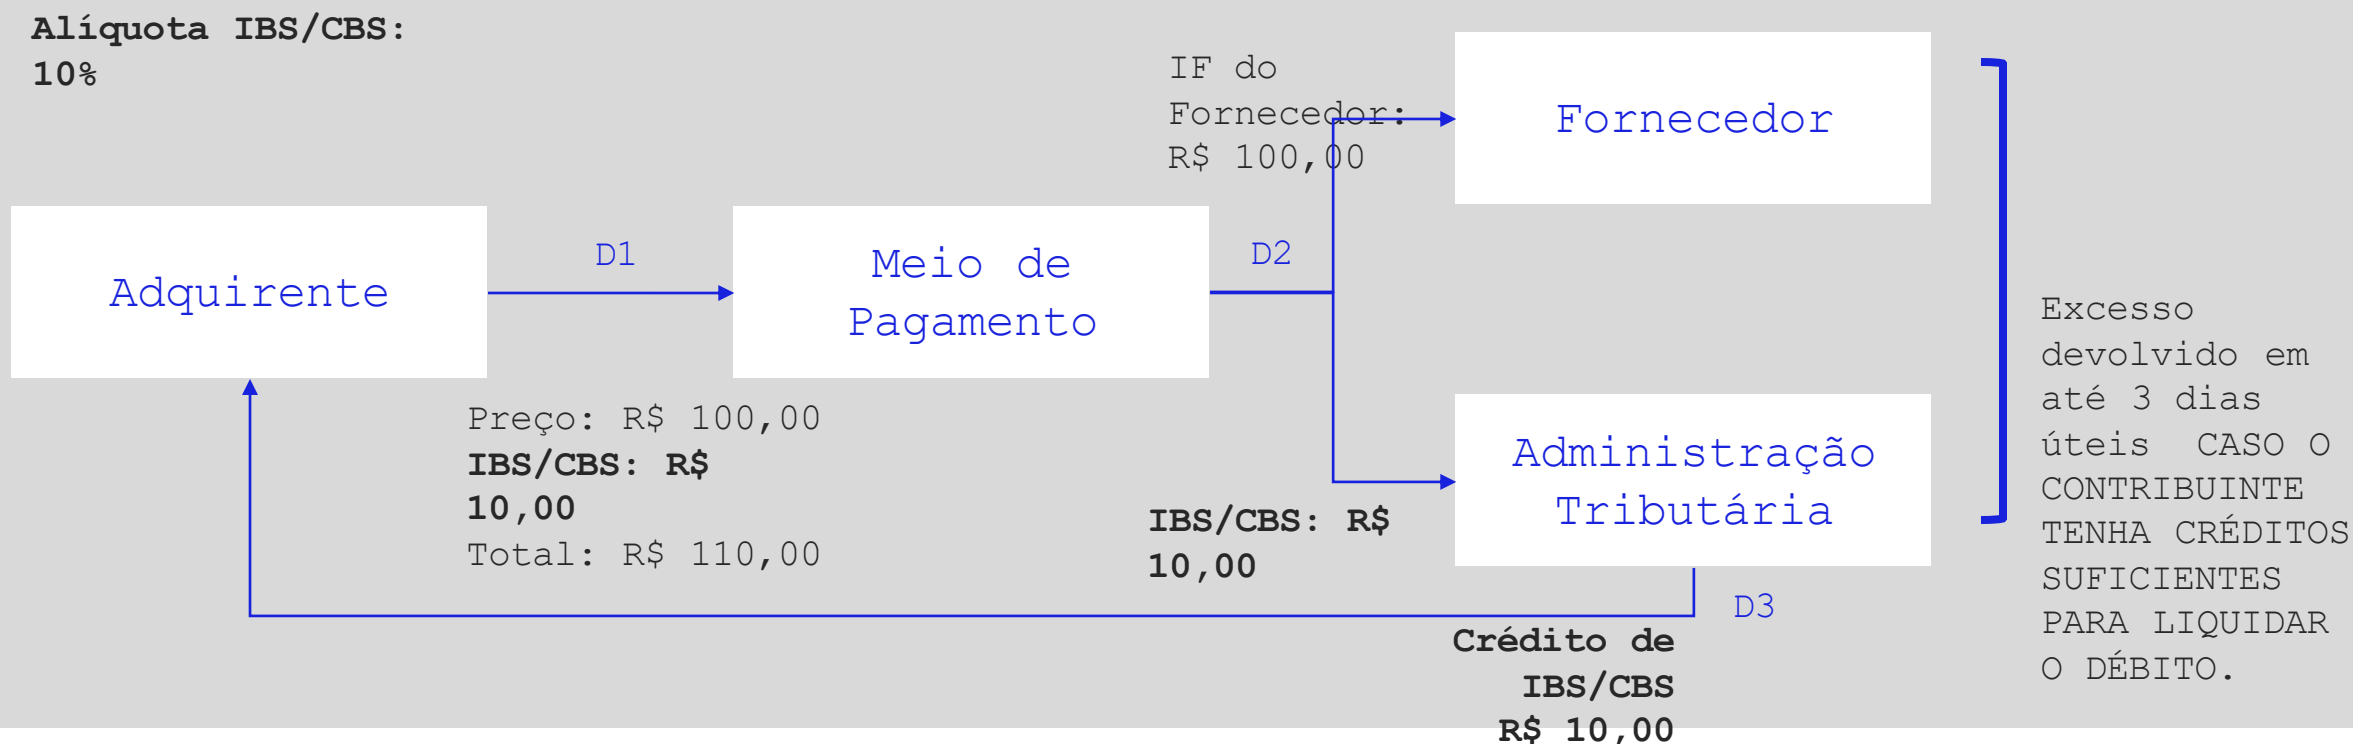 Alíquota IBS/CBS:
10%
IF do
Fornecedor:
R$ 100,00
Fornecedor
Adquirente
D1
Meio de
Pagamento
D2
Preço: R$ 100,00
IBS/CBS: R$
10,00
Total: R$ 110,00
IBS/CBS: R$
10,00
Administração
Tributária
D3
Crédito de
IBS/CBS
R$ 10,00
Excesso
devolvido em
até 3 dias
úteis  CASO O
CONTRIBUINTE
TENHA CRÉDITOS
SUFICIENTES
PARA LIQUIDAR
O DÉBITO.